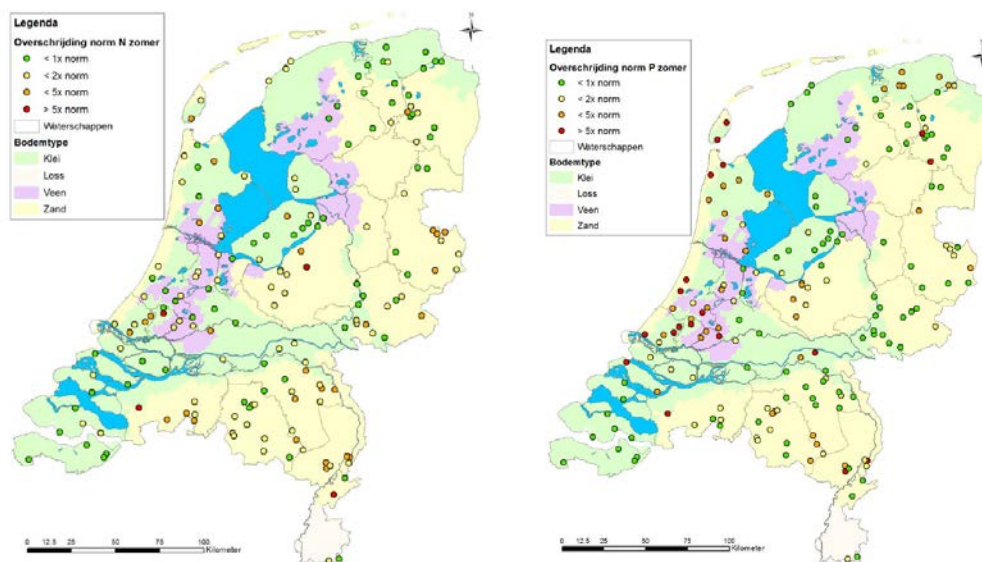 Legenda
Overschrijding norm N zomer
< 1x norm
< 2x norm
< 5x norm
> 5x norm
Waterschappen
Bodemtype
Klei
Loss
Veen
Zand
N
0 12.5 25 50 75 100
Kilometer
Legenda
Overschrijding norm P zomer
< 1x norm
< 2x norm
< 5x norm
> 5x norm
Waterschappen
Bodemtype
Klei
Loss
Veen
Zand
0 12.5 25 50 75 100
Kilometer